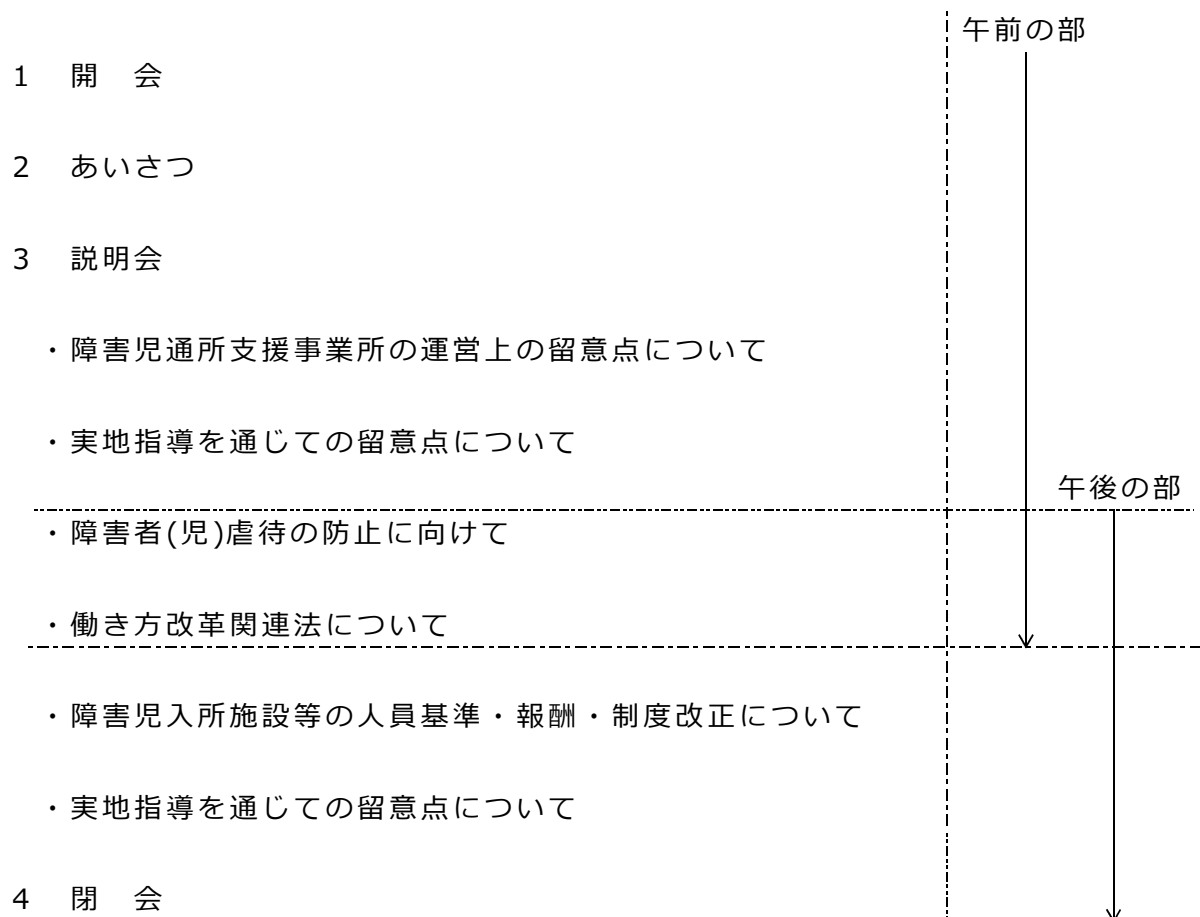 午前の部
1 開 会
2 あいさつ
3 説明会
・障害児通所支援事業所の運営上の留意点について
・実地指導を通じての留意点について
午後の部
・障害者(児)虐待の防止に向けて
・働き方改革関連法について
・障害児入所施設等の人員基準・報酬・制度改正について
・実地指導を通じての留意点について
4 閉 会